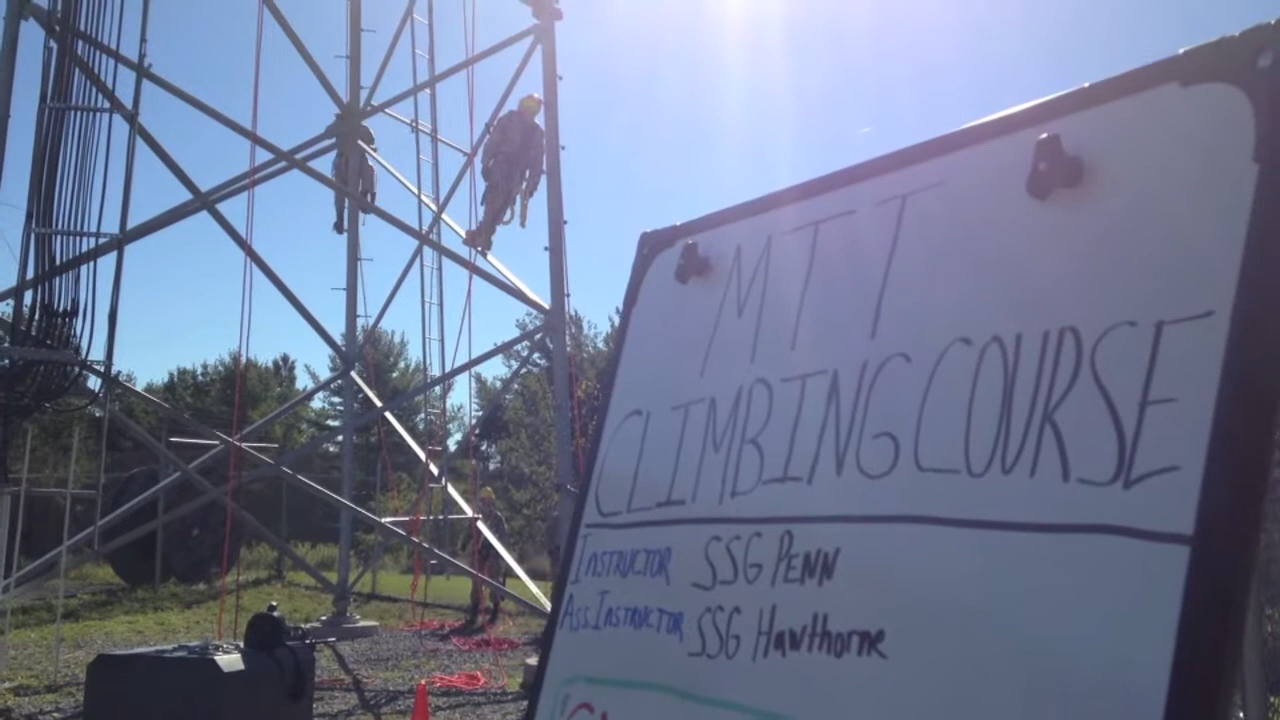 MTT
CLIMBING COURSE
INSTRUCTOR SSG PENN
ASS.INSTRUCTOR SSG Hawthorne